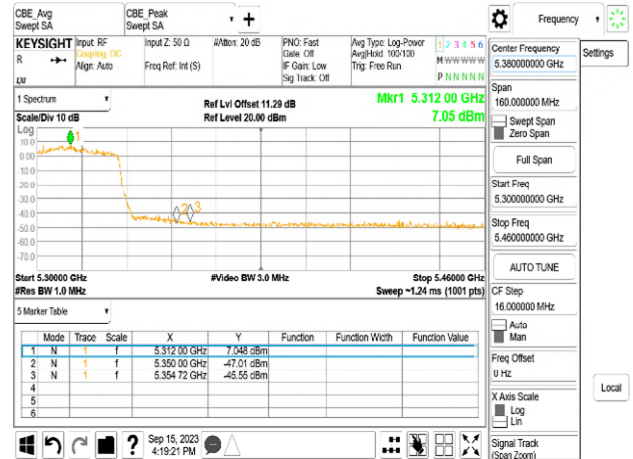 CBE_Avg
Swept SA
CBE_Peak
Swept SA
Frequency
KEYSIGHT
R
Input: RF
Coupling: DC
Align: Auto
Input Z: 50 Ω
Freq Ref: Int (S)
#Atten: 20 dB
PNO: Fast
Gate: Off
IF Gain: Low
Sig Track: Off
Avg Type: Log-Power
Avg|Hold: 100/100
Trig: Free Run
1 2 3 4 5 6
M W W W W W
P N N N N N
Center Frequency
5.380000000 GHz
Settings
1 Spectrum
Scale/Div 10 dB
Ref Lvl Offset 11.29 dB
Ref Level 20.00 dBm
Mkr1 5.312 00 GHz
7.05 dBm
Span
160.000000 MHz
Swept Span
Zero Span
Full Span
Start Freq
5.300000000 GHz
Stop Freq
5.460000000 GHz
AUTO TUNE
CF Step
16.000000 MHz
Auto
Man
Freq Offset
0 Hz
X Axis Scale
Log
Lin
Signal Track
(Span Zoom)
Local
Log
10.0
0.00
-10.0
-20.0
-30.0
-40.0
-50.0
-60.0
-70.0
1
2
3
Start 5.30000 GHz
#Res BW 1.0 MHz
#Video BW 3.0 MHz
Stop 5.46000 GHz
Sweep ~1.24 ms (1001 pts)
5 Marker Table
Mode Trace Scale X Y Function Function Width Function Value
1 N 1 f 5.312 00 GHz 7.048 dBm
2 N 1 f 5.350 00 GHz -47.01 dBm
3 N 1 f 5.354 72 GHz -45.55 dBm
4
5
6
Sep 15, 2023
4:19:21 PM